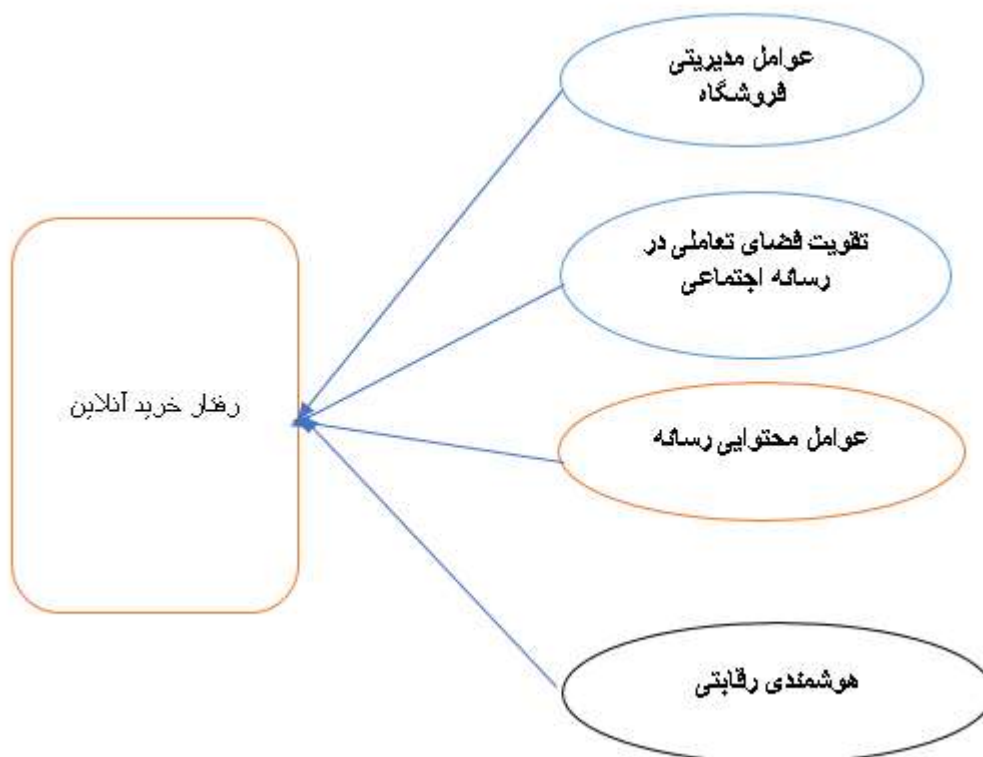 عوامل مدیریتی
فروشگاه
تقویت فضای تعاملی در
رسانه اجتماعی
رفتار خرید آنلاین
عوامل محتوایی رسانه
هوشمندی رقابتی